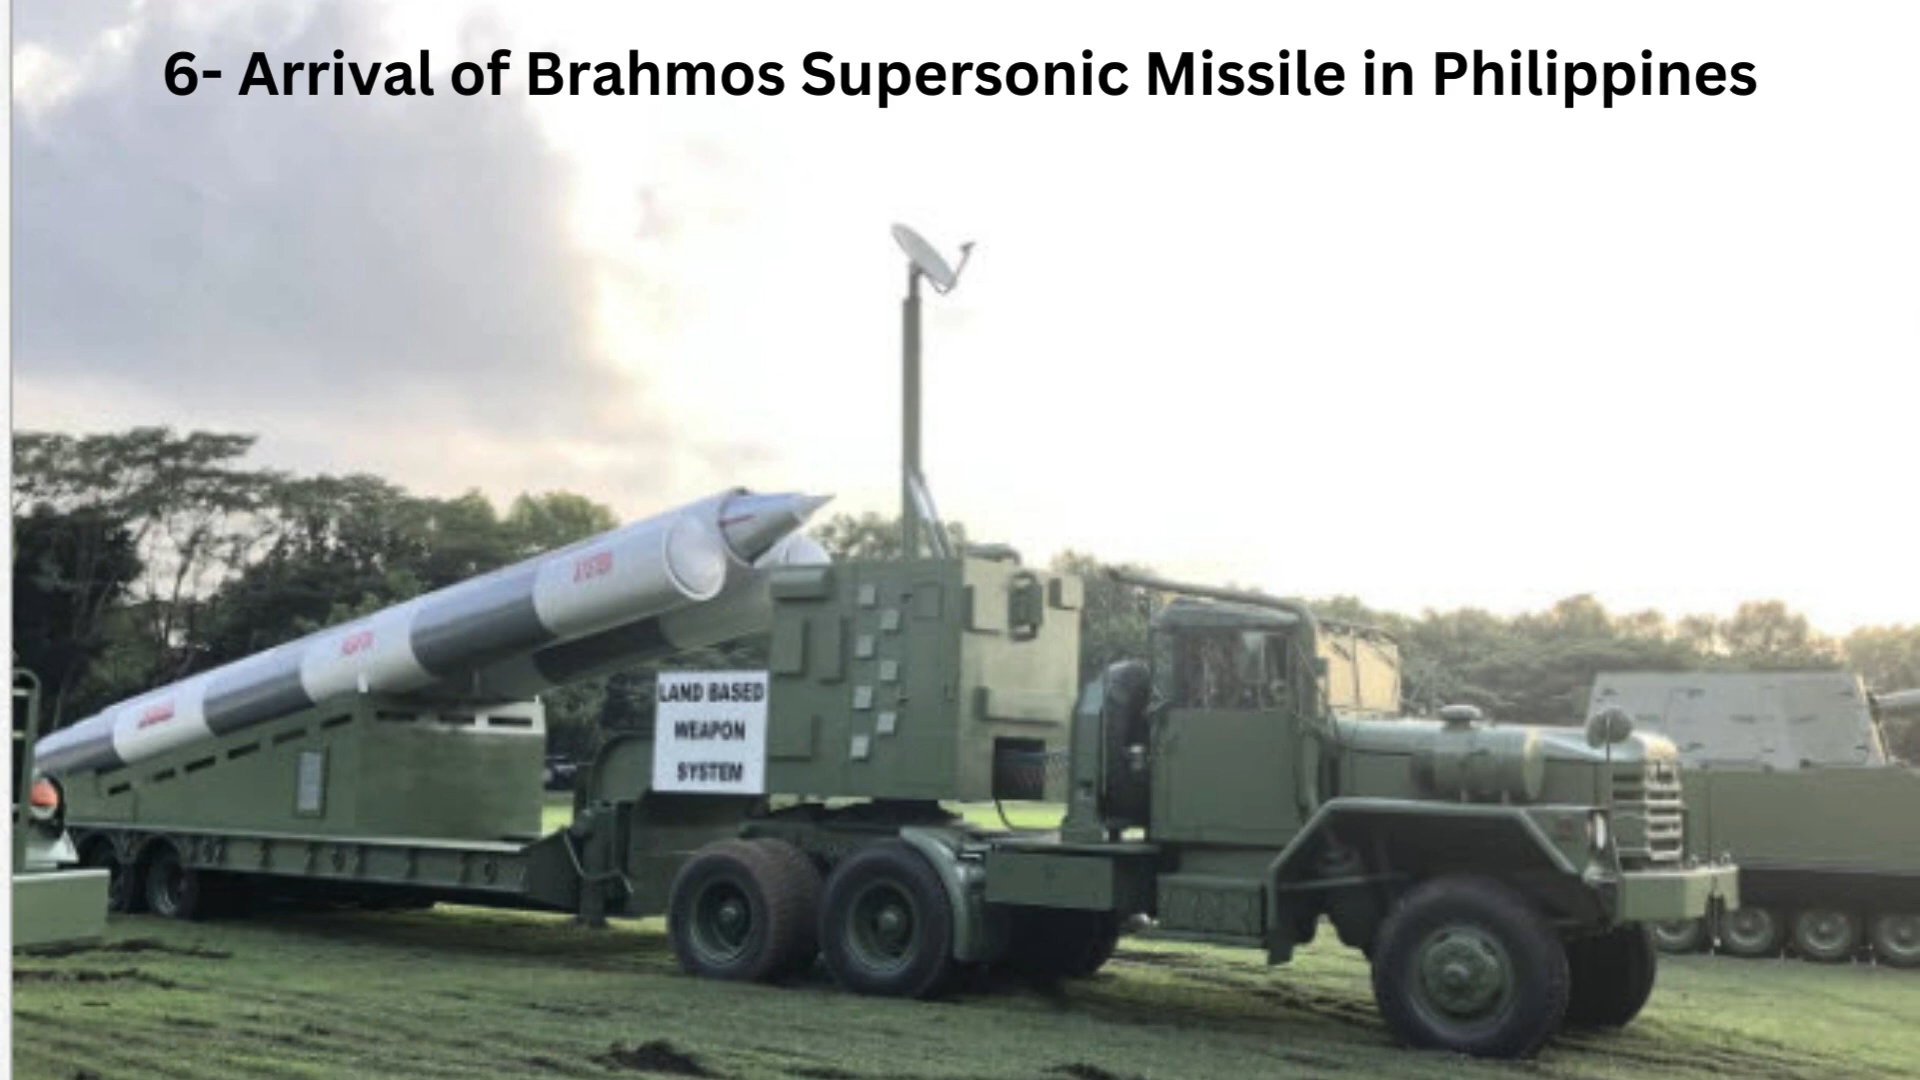 6- Arrival of Brahmos Supersonic Missile in Philippines
LAND BASED
WEAPON
SYSTEM